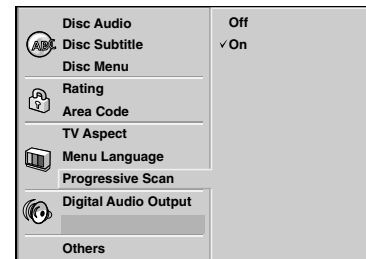 Disc Audio
Off
ABC
Disc Subtitle
✓ On
Disc Menu
Rating
Area Code
TV Aspect
Menu Language
Progressive Scan
Digital Audio Output
Others